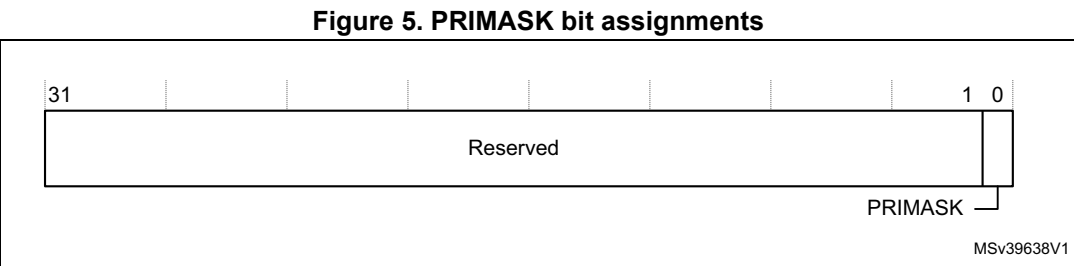 Figure 5. PRIMASK bit assignments
31 1 0
Reserved
PRIMASK
MSv39638V1